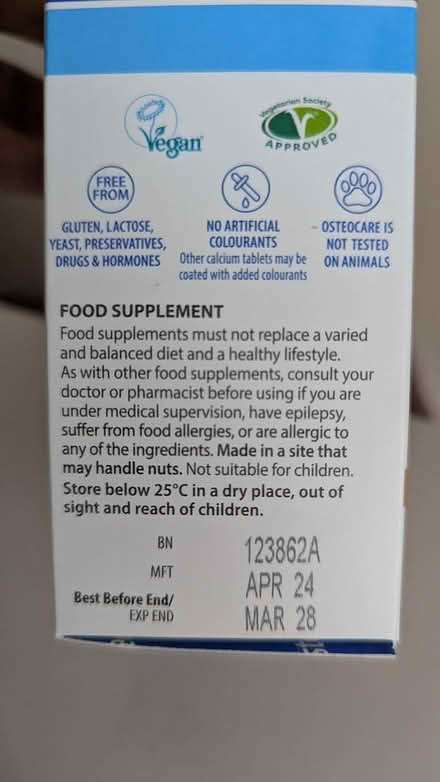 Vegan
Vegetarian Society
APPROVED
FREE
FROM
GLUTEN, LACTOSE,
YEAST, PRESERVATIVES,
DRUGS & HORMONES
NO ARTIFICIAL
COLOURANTS
Other calcium tablets may be
coated with added colourants
OSTEOCARE IS
NOT TESTED
ON ANIMALS
FOOD SUPPLEMENT
Food supplements must not replace a varied
and balanced diet and a healthy lifestyle.
As with other food supplements, consult your
doctor or pharmacist before using if you are
under medical supervision, have epilepsy,
suffer from food allergies, or are allergic to
any of the ingredients. Made in a site that
may handle nuts. Not suitable for children.
Store below 25°C in a dry place, out of
sight and reach of children.
BN 123862A
MFT APR 24
Best Before End/
EXP END MAR 28